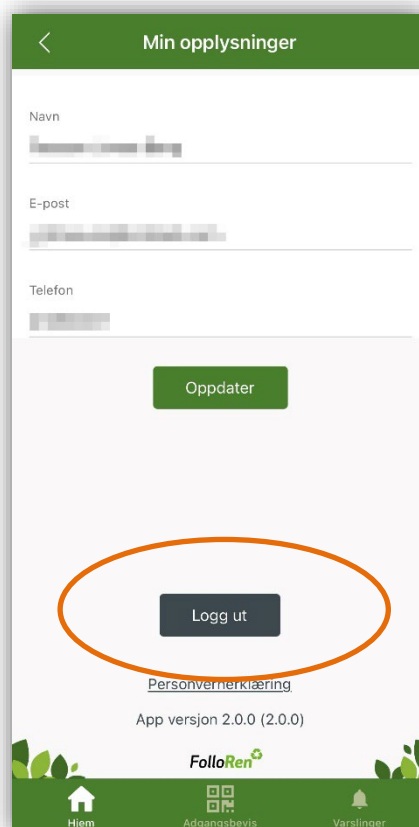 Min opplysninger
Navn
E-post
Telefon
Oppdater
Logg ut
Personvernerklæring
App versjon 2.0.0 (2.0.0)
FolloRen
Hjem
Adgangsbevis
Varslinger